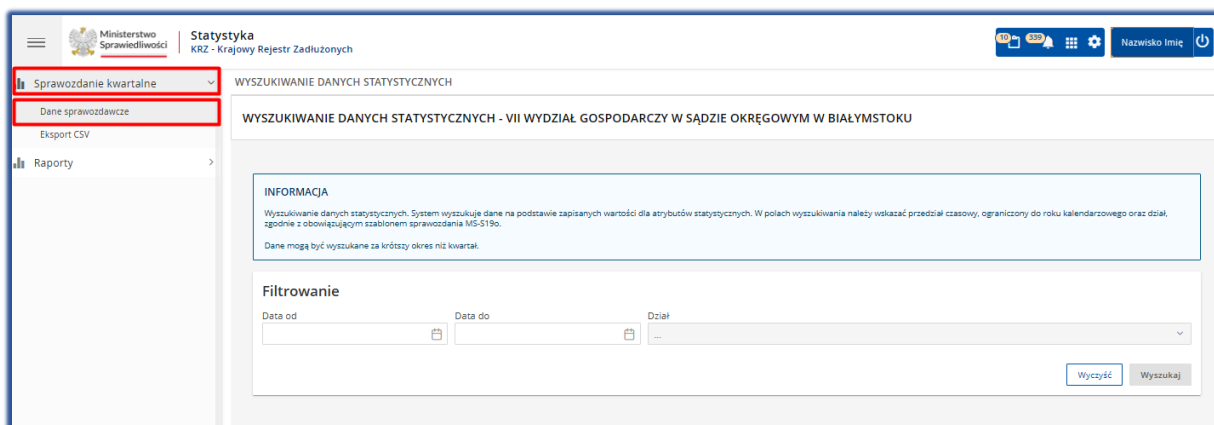 Ministerstwo
Sprawiedliwości
Statystyka
KRZ - Krajowy Rejestr Zadłużonych
10
339
Nazwisko Imię
Sprawozdanie kwartalne
Dane sprawozdawcze
Eksport CSV
Raporty
WYSZUKIWANIE DANYCH STATYSTYCZNYCH
WYSZUKIWANIE DANYCH STATYSTYCZNYCH - VII WYDZIAŁ GOSPODARCZY W SĄDZIE OKRĘGOWYM W BIAŁYMSTOKU
INFORMACJA
Wyszukiwanie danych statystycznych. System wyszukuje dane na podstawie zapisanych wartości dla atrybutów statystycznych. W polach wyszukiwania należy wskazać przedział czasowy, ograniczony do roku kalendarzowego oraz dział,
zgodnie z obowiązującym szablonem sprawozdania MS-S19o.
Dane mogą być wyszukane za krótszy okres niż kwartał.
Filtrowanie
Data od
Data do
Dział
...
Wyczyść
Wyszukaj